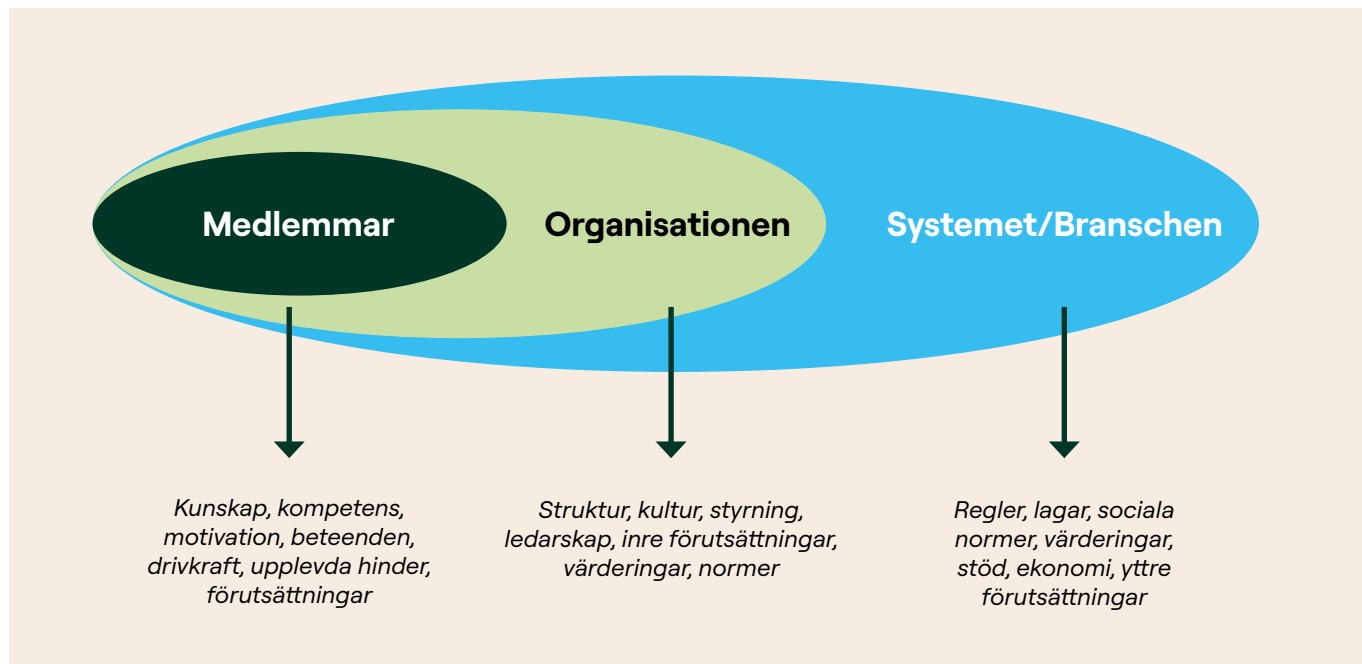 Medlemmar
Organisationen
Systemet/Branschen
Kunskap, kompetens,
motivation, beteenden,
drivkraft, upplevda hinder,
förutsättningar
Struktur, kultur, styrning,
ledarskap, inre förutsättningar,
värderingar, normer
Regler, lagar, sociala
normer, värderingar,
stöd, ekonomi, yttre
förutsättningar